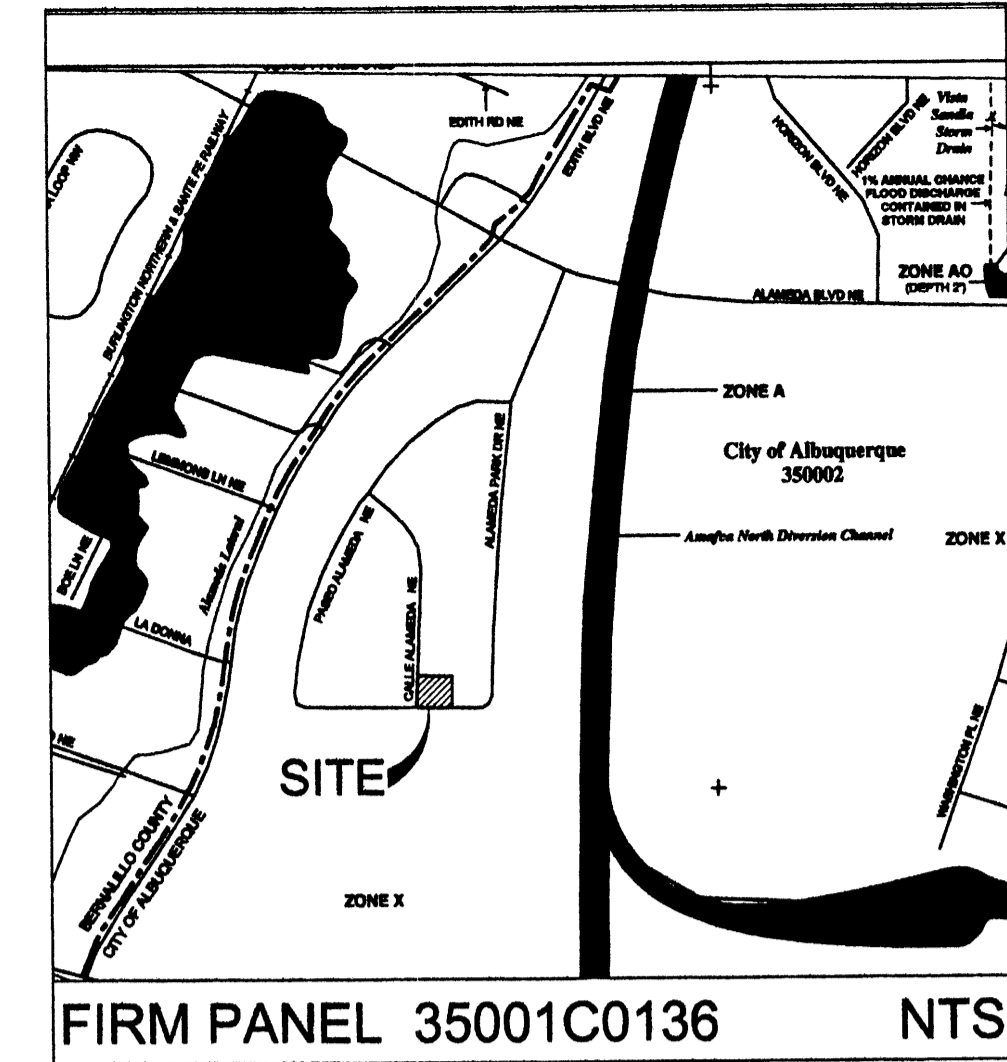 EDITH RD NE
EDITH BLVD NE
HORIZON BLVD NE
HORIZON BLVD NE
Vista
Sandia
Storm
Drain
1% ANNUAL CHANCE
FLOOD DISCHARGE
CONTAINED IN
STORM DRAIN
ZONE AO
(DEPTH 2')
LOOP NW
BURLINGTON NORTHERN & SANTE FE RAILWAY
ALAMEDA BLVD NE
ZONE A
City of Albuquerque
350002
LEMMONS LN NE
ALAMEDA PARK DR NE
Amafca North Diversion Channel
ZONE X
Alameda Lateral
PASEO ALAMEDA NE
BOE LN NE
LA DONNA
CALLE ALAMEDA NE
NE
SITE
WASHINGTON PL NE
BERNALILLO COUNTY
CITY OF ALBUQUERQUE
ZONE X
FIRM PANEL 35001C0136 NTS